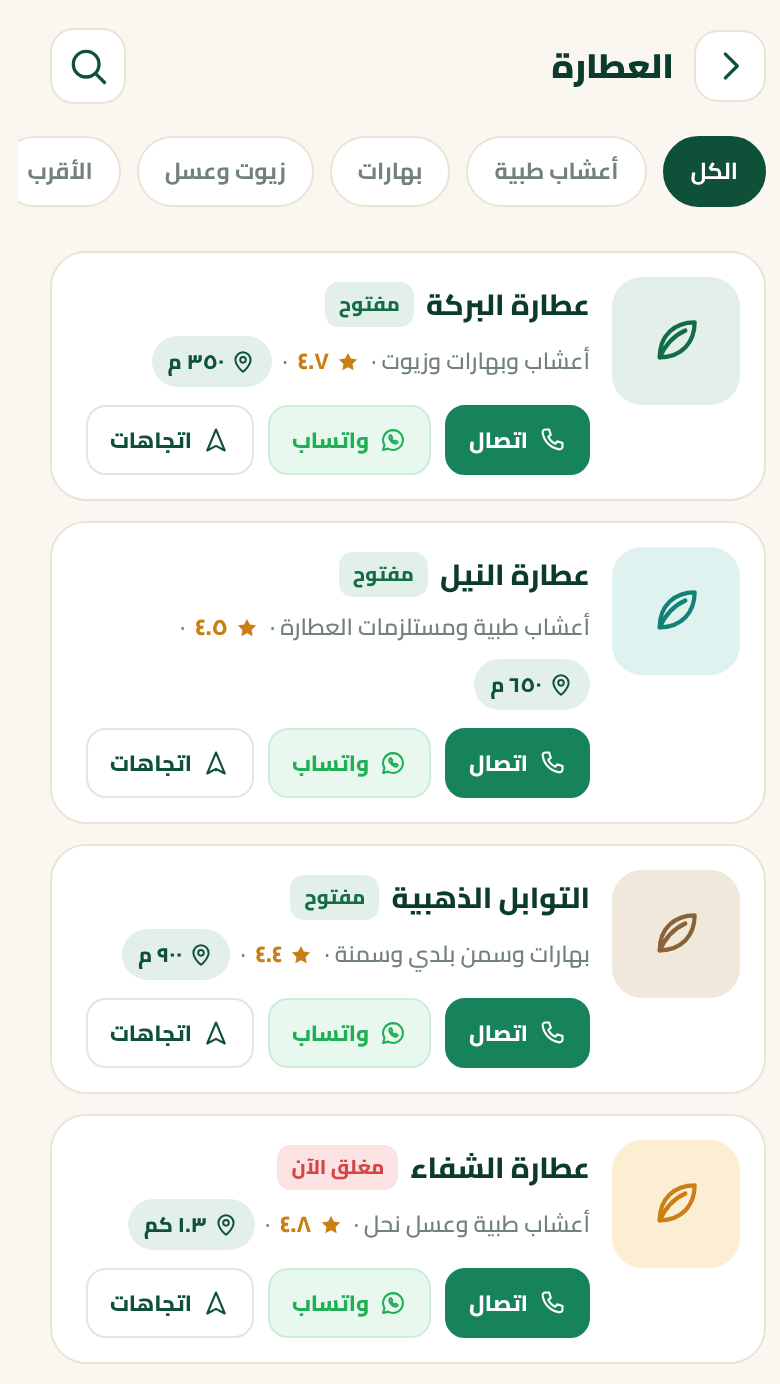 العطارة
الكل أعشاب طبية بهارات زيوت وعسل الأقرب
عطارة البركة مفتوح
أعشاب وبهارات وزيوت · ٤.٧ · ٣٥٠ م
اتصال واتساب اتجاهات
عطارة النيل مفتوح
أعشاب طبية ومستلزمات العطارة · ٤.٥ ·
٦٥٠ م
اتصال واتساب اتجاهات
التوابل الذهبية مفتوح
بهارات وسمن بلدي وسمنة · ٤.٤ · ٩٠٠ م
اتصال واتساب اتجاهات
عطارة الشفاء مغلق الآن
أعشاب طبية وعسل نحل · ٤.٨ · ١.٣ كم
اتصال واتساب اتجاهات